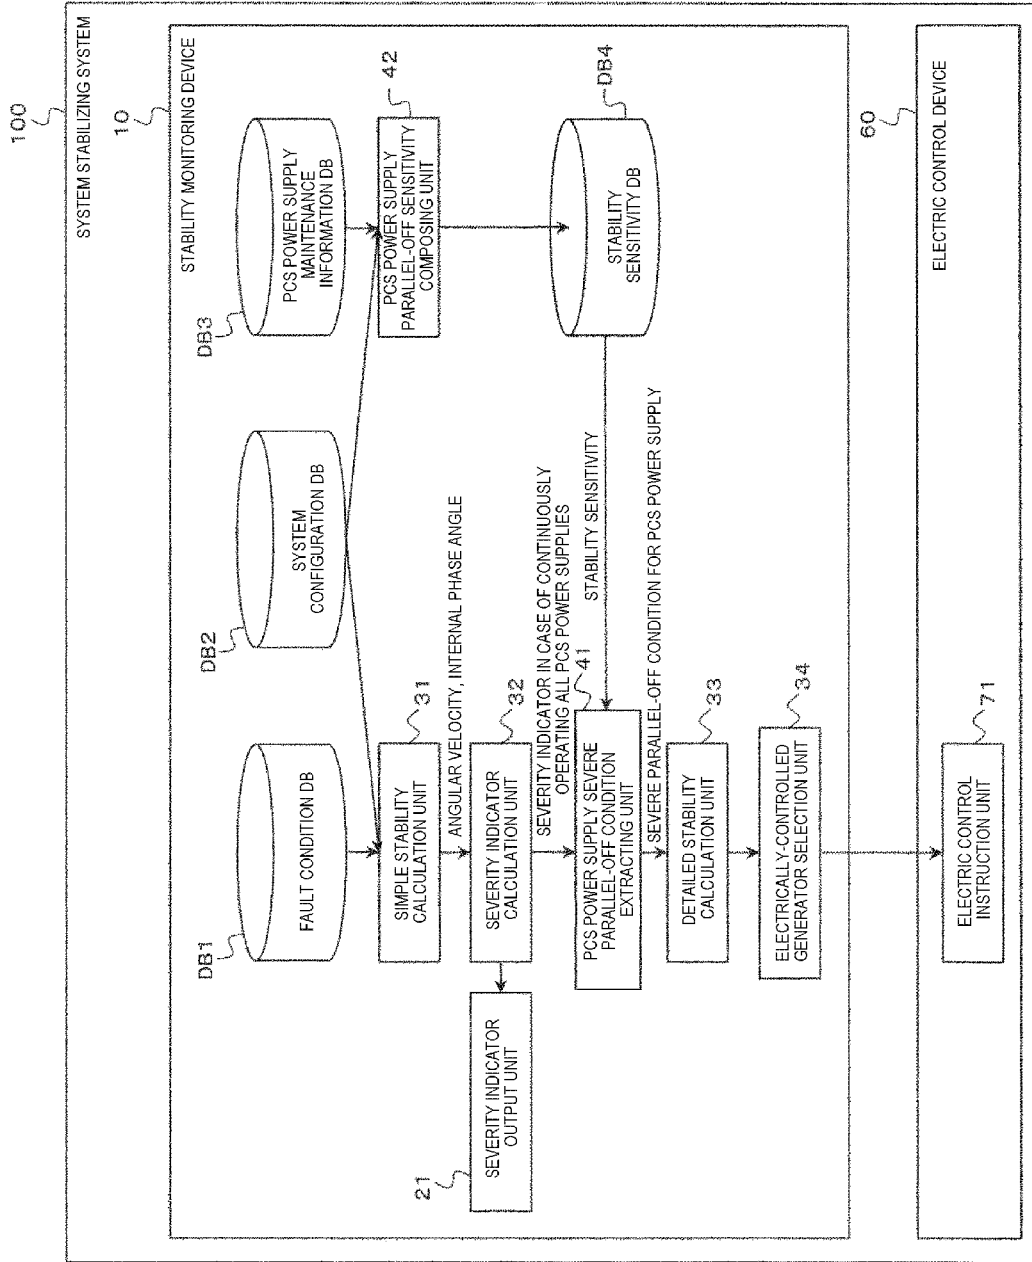 100
SYSTEM STABILIZING SYSTEM
10
STABILITY MONITORING DEVICE
DB1
FAULT CONDITION DB
DB2
SYSTEM
CONFIGURATION DB
DB3
PCS POWER SUPPLY
MAINTENANCE
INFORMATION DB
31
SIMPLE STABILITY
CALCULATION UNIT
42
PCS POWER SUPPLY
PARALLEL-OFF SENSITIVITY
COMPOSING UNIT
ANGULAR VELOCITY, INTERNAL PHASE ANGLE
21
SEVERITY INDICATOR
OUTPUT UNIT
32
SEVERITY INDICATOR
CALCULATION UNIT
SEVERITY INDICATOR IN CASE OF CONTINUOUSLY
OPERATING ALL PCS POWER SUPPLIES
DB4
STABILITY
SENSITIVITY DB
STABILITY SENSITIVITY
41
PCS POWER SUPPLY SEVERE
PARALLEL-OFF CONDITION
EXTRACTING UNIT
SEVERE PARALLEL-OFF CONDITION FOR PCS POWER SUPPLY
33
DETAILED STABILITY
CALCULATION UNIT
34
ELECTRICALLY-CONTROLLED
GENERATOR SELECTION UNIT
60
ELECTRIC CONTROL DEVICE
71
ELECTRIC CONTROL
INSTRUCTION UNIT